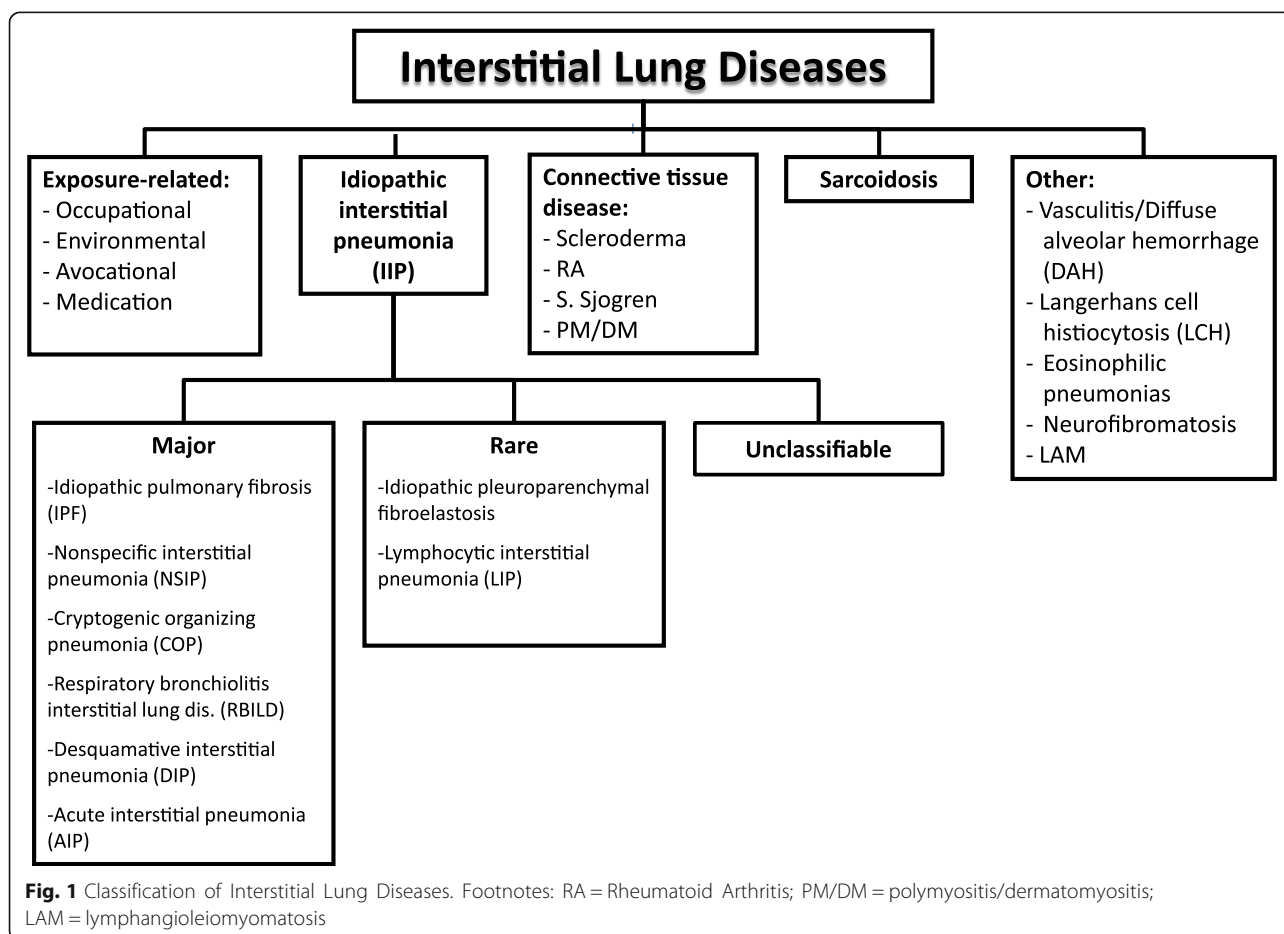 Interstitial Lung Diseases
Exposure-related:
- Occupational
- Environmental
- Avocational
- Medication
Idiopathic
interstitial
pneumonia
(IIP)
Connective tissue
disease:
- Scleroderma
- RA
- S. Sjogren
- PM/DM
Sarcoidosis
Other:
- Vasculitis/Diffuse
alveolar hemorrhage
(DAH)
- Langerhans cell
histiocytosis (LCH)
- Eosinophilic
pneumonias
- Neurofibromatosis
- LAM
Major
-Idiopathic pulmonary fibrosis
(IPF)
-Nonspecific interstitial
pneumonia (NSIP)
-Cryptogenic organizing
pneumonia (COP)
-Respiratory bronchiolitis
interstitial lung dis. (RBILD)
-Desquamative interstitial
pneumonia (DIP)
-Acute interstitial pneumonia
(AIP)
Rare
-Idiopathic pleuroparenchymal
fibroelastosis
-Lymphocytic interstitial
pneumonia (LIP)
Unclassifiable
Fig. 1 Classification of Interstitial Lung Diseases. Footnotes: RA = Rheumatoid Arthritis; PM/DM = polymyositis/dermatomyositis;
LAM = lymphangioleiomyomatosis